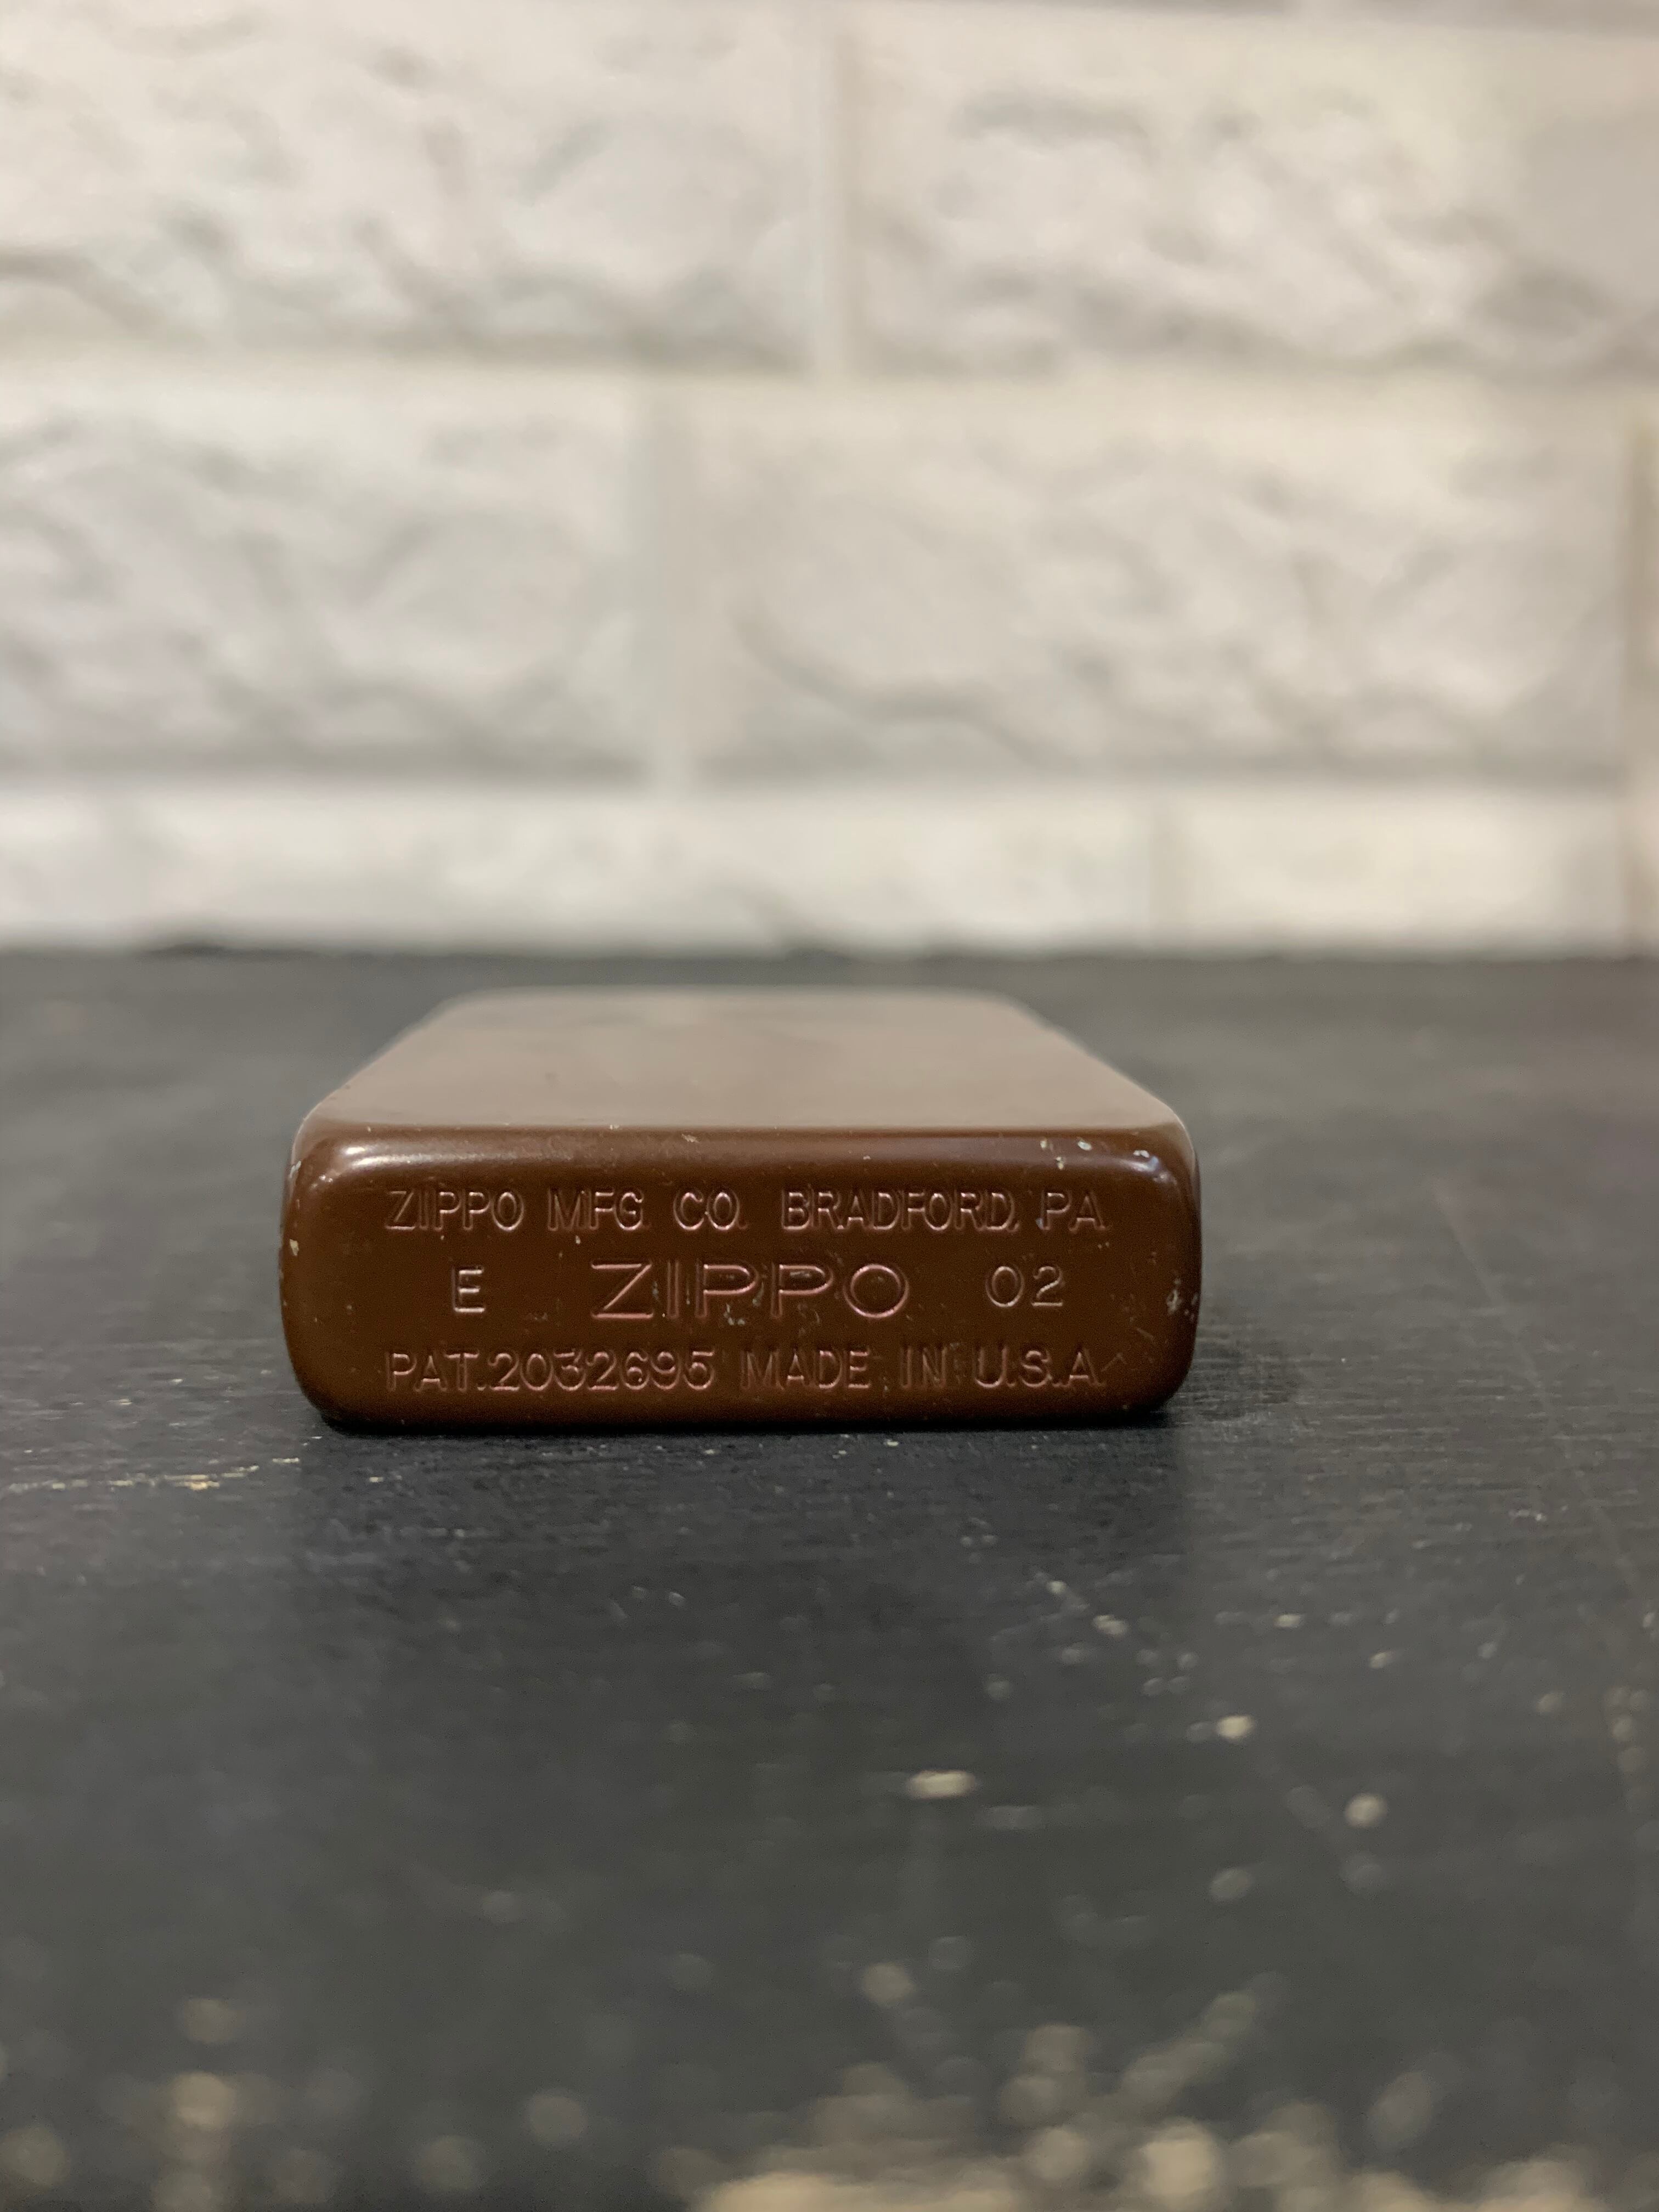 ZIPPO MFG. CO. BRADFORD, PA.
E ZIPPO 02
PAT.2032695 MADE IN U.S.A.